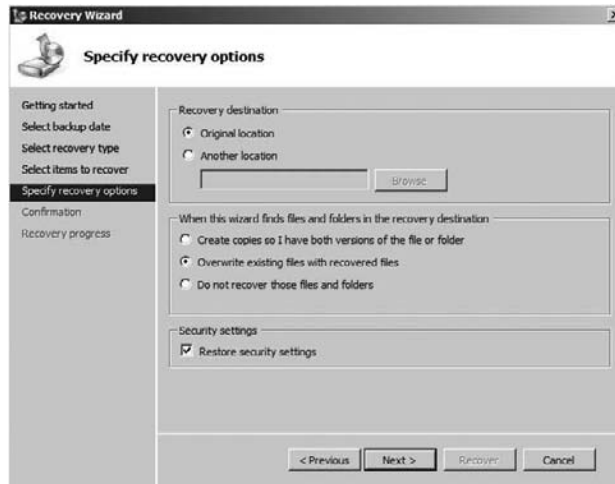 Recovery Wizard
Specify recovery options
Getting started
Select backup date
Select recovery type
Select items to recover
Specify recovery options
Confirmation
Recovery progress
Recovery destination
Original location
Another location
Browse
When this wizard finds files and folders in the recovery destination
Create copies so I have both versions of the file or folder
Overwrite existing files with recovered files
Do not recover those files and folders
Security settings
Restore security settings
< Previous
Next >
Recover
Cancel